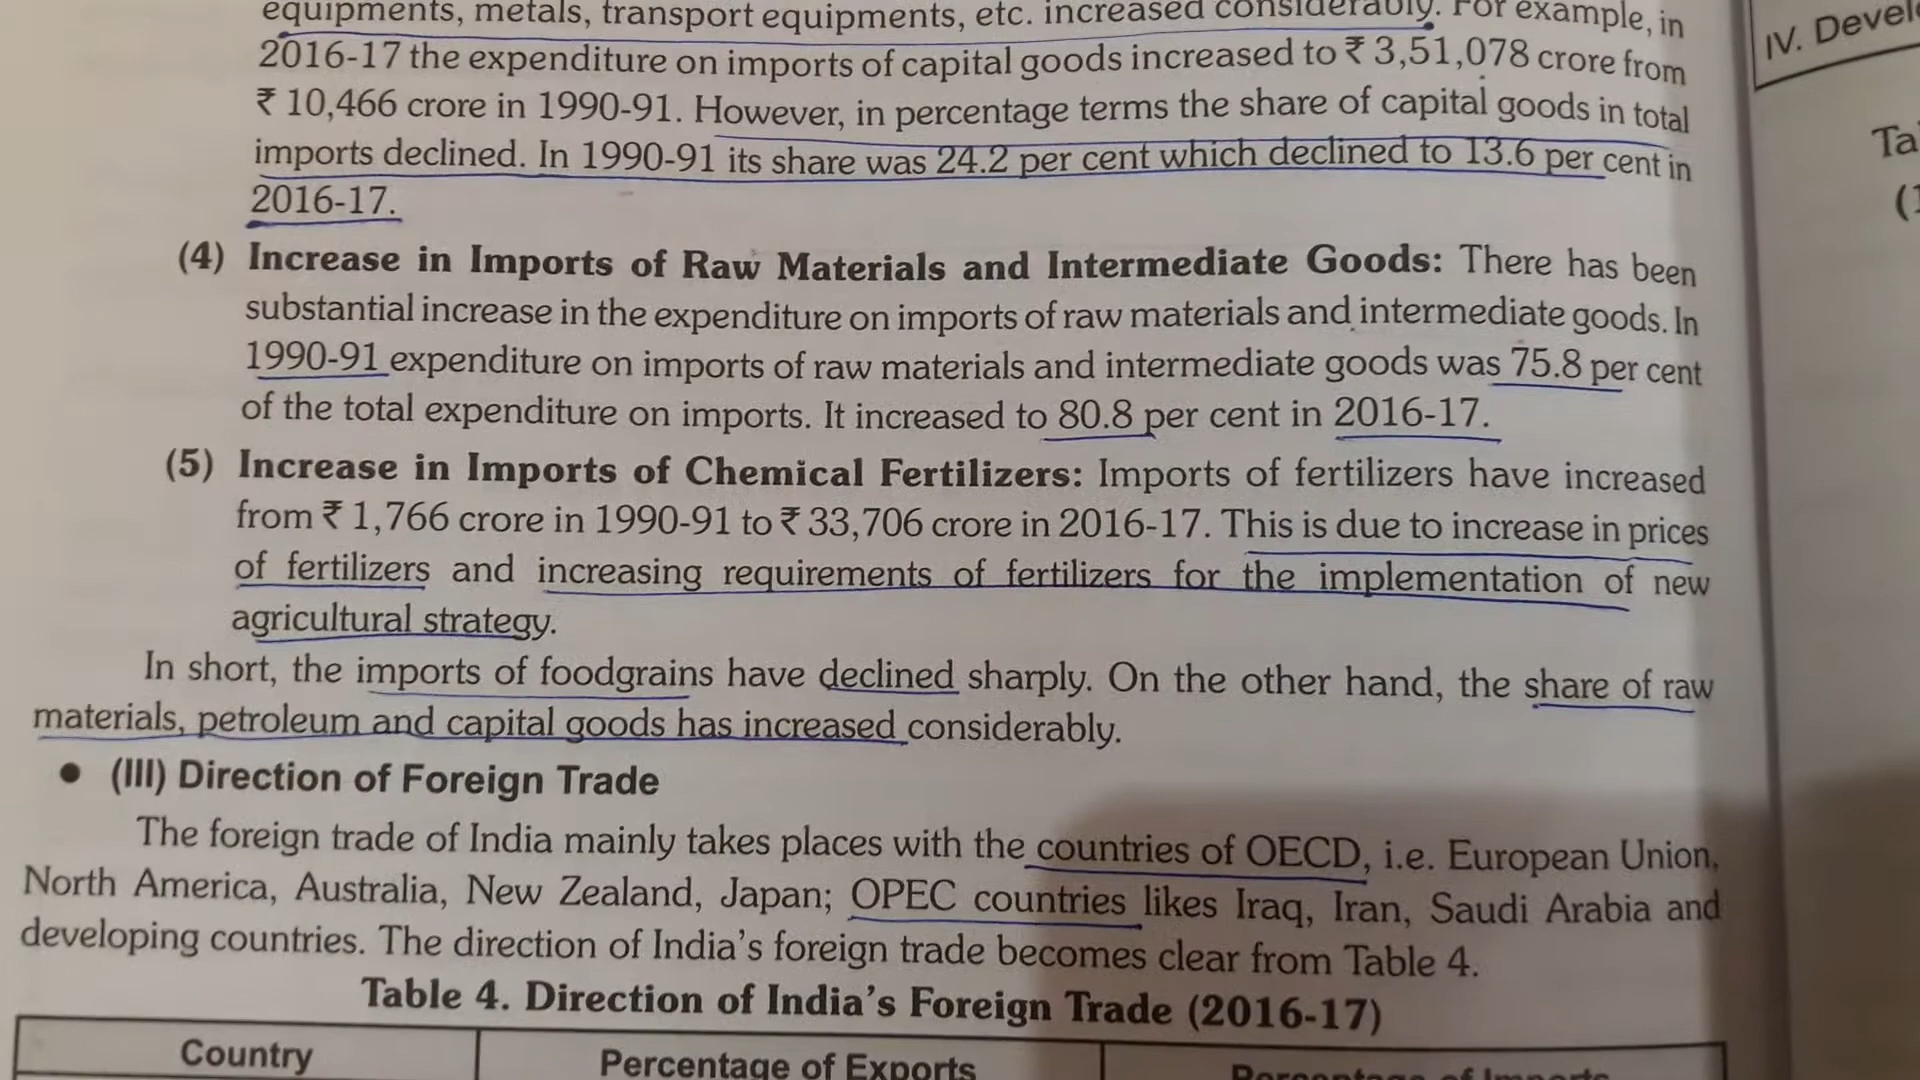 equipments, metals, transport equipments, etc. increased considerably. For example, in
2016-17 the expenditure on imports of capital goods increased to ₹ 3,51,078 crore from
₹ 10,466 crore in 1990-91. However, in percentage terms the share of capital goods in total
imports declined. In 1990-91 its share was 24.2 per cent which declined to 13.6 per cent in
2016-17.
(4) Increase in Imports of Raw Materials and Intermediate Goods: There has been
substantial increase in the expenditure on imports of raw materials and intermediate goods. In
1990-91 expenditure on imports of raw materials and intermediate goods was 75.8 per cent
of the total expenditure on imports. It increased to 80.8 per cent in 2016-17.
(5) Increase in Imports of Chemical Fertilizers: Imports of fertilizers have increased
from ₹ 1,766 crore in 1990-91 to ₹ 33,706 crore in 2016-17. This is due to increase in prices
of fertilizers and increasing requirements of fertilizers for the implementation of new
agricultural strategy.
In short, the imports of foodgrains have declined sharply. On the other hand, the share of raw
materials, petroleum and capital goods has increased considerably.
• (III) Direction of Foreign Trade
The foreign trade of India mainly takes places with the countries of OECD, i.e. European Union,
North America, Australia, New Zealand, Japan; OPEC countries likes Iraq, Iran, Saudi Arabia and
developing countries. The direction of India's foreign trade becomes clear from Table 4.
Table 4. Direction of India's Foreign Trade (2016-17)
Country
Percentage of Exports
Percentage of Imports
IV.